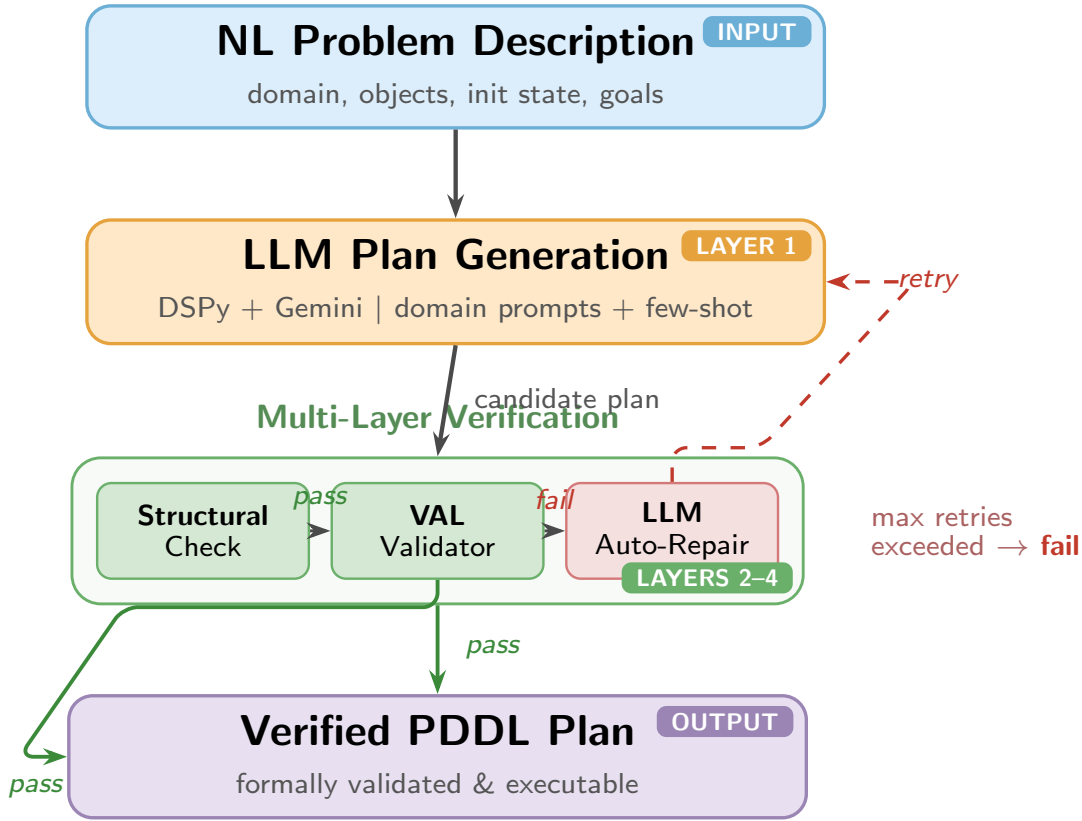 NL Problem Description
INPUT
domain, objects, init state, goals
LLM Plan Generation
LAYER 1
DSPy + Gemini | domain prompts + few-shot
retry
candidate plan
Multi-Layer Verification
Structural
Check
pass
VAL
Validator
fail
LLM
Auto-Repair
LAYERS 2–4
max retries
exceeded → fail
pass
Verified PDDL Plan
OUTPUT
formally validated & executable
pass